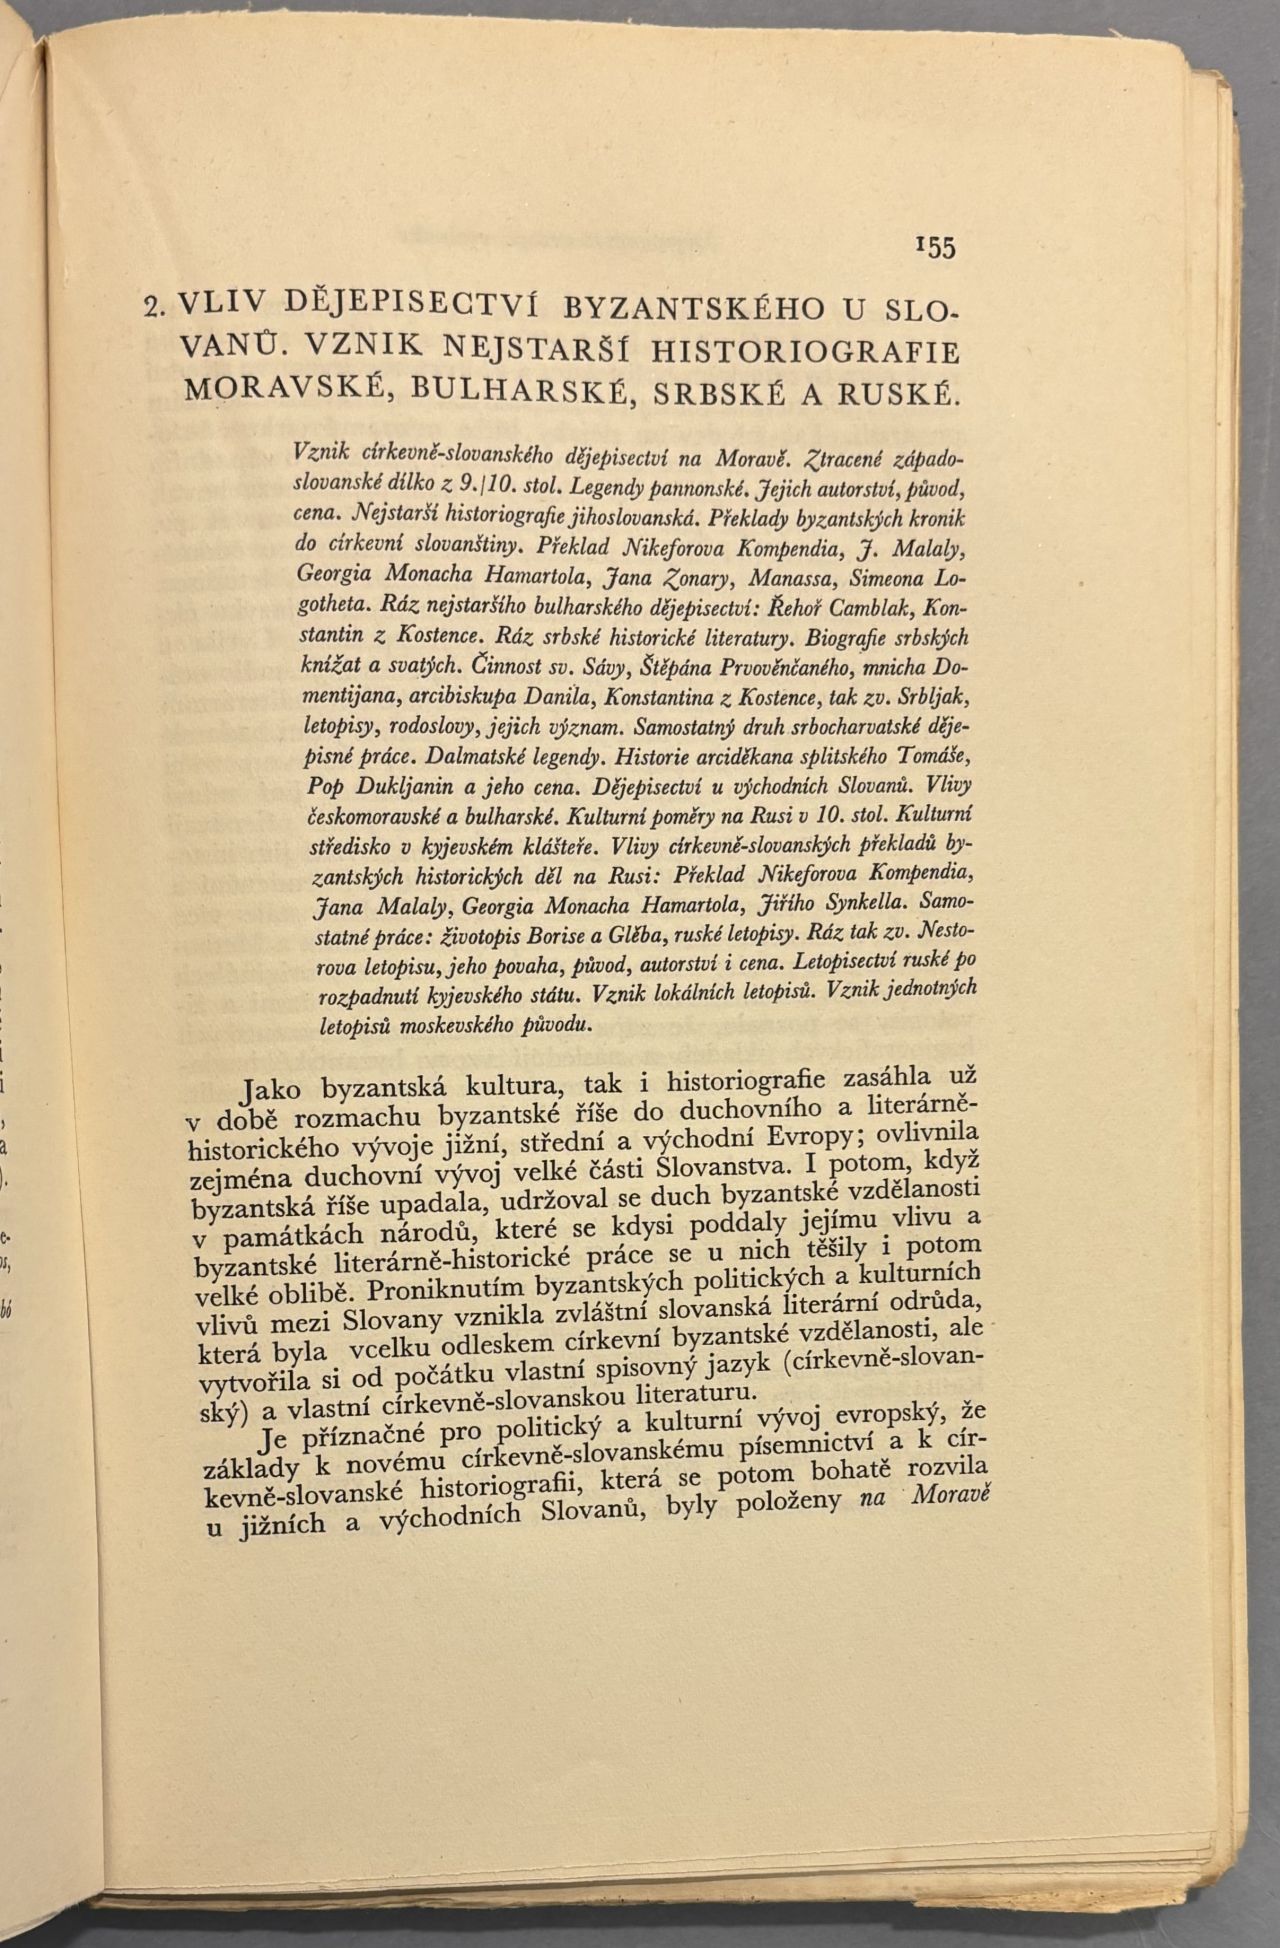 155
2. VLIV DĚJEPISECTVÍ BYZANTSKÉHO U SLO-
VANŮ. VZNIK NEJSTARŠÍ HISTORIOGRAFIE
MORAVSKÉ, BULHARSKÉ, SRBSKÉ A RUSKÉ.
Vznik církevně-slovanského dějepisectví na Moravě. Ztracené západo-
slovanské dílko z 9./10. stol. Legendy pannonské. Jejich autorství, původ,
cena. Nejstarší historiografie jihoslovanská. Překlady byzantských kronik
do církevní slovanštiny. Překlad Nikeforova Kompendia, J. Malaly,
Georgia Monacha Hamartola, Jana Zonary, Manassa, Simeona Lo-
gotheta. Ráz nejstaršího bulharského dějepisectví: Řehoř Camblak, Kon-
stantin z Kostence. Ráz srbské historické literatury. Biografie srbských
knížat a svatých. Činnost sv. Sávy, Štěpána Prvověnčaného, mnicha Do-
mentijana, arcibiskupa Danila, Konstantina z Kostence, tak zv. Srbljak,
letopisy, rodoslovy, jejich význam. Samostatný druh srbocharvatské děje-
pisné práce. Dalmatské legendy. Historie arciděkana splitského Tomáše,
Pop Dukljanin a jeho cena. Dějepisectví u východních Slovanů. Vlivy
českomoravské a bulharské. Kulturní poměry na Rusi v 10. stol. Kulturní
středisko v kyjevském klášteře. Vlivy církevně-slovanských překladů by-
zantských historických děl na Rusi: Překlad Nikeforova Kompendia,
Jana Malaly, Georgia Monacha Hamartola, Jiřího Synkella. Samo-
statné práce: životopis Borise a Glěba, ruské letopisy. Ráz tak zv. Nesto-
rova letopisu, jeho povaha, původ, autorství i cena. Letopisectví ruské po
rozpadnutí kyjevského státu. Vznik lokálních letopisů. Vznik jednotných
letopisů moskevského původu.
Jako byzantská kultura, tak i historiografie zasáhla už
v době rozmachu byzantské říše do duchovního a literárně-
historického vývoje jižní, střední a východní Evropy; ovlivnila
zejména duchovní vývoj velké části Slovanstva. I potom, když
byzantská říše upadala, udržoval se duch byzantské vzdělanosti
v památkách národů, které se kdysi poddaly jejímu vlivu a
byzantské literárně-historické práce se u nich těšily i potom
velké oblibě. Proniknutím byzantských politických a kulturních
vlivů mezi Slovany vznikla zvláštní slovanská literární odrůda,
která byla vcelku odleskem církevní byzantské vzdělanosti, ale
vytvořila si od počátku vlastní spisovný jazyk (církevně-slovan-
ský) a vlastní církevně-slovanskou literaturu.
Je příznačné pro politický a kulturní vývoj evropský, že
základy k novému církevně-slovanskému písemnictví a k cír-
kevně-slovanské historiografii, která se potom bohatě rozvila
u jižních a východních Slovanů, byly položeny na Moravě